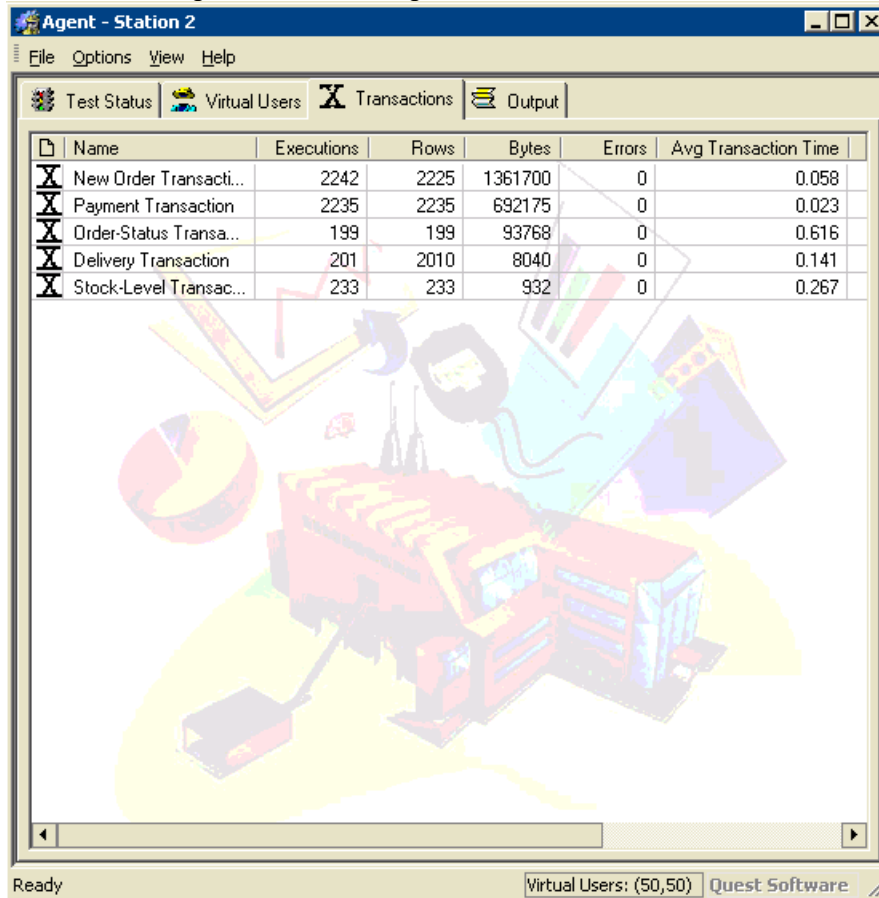 Agent - Station 2
File Options View Help
Test Status Virtual Users Transactions Output
Name Executions Rows Bytes Errors Avg Transaction Time
New Order Transacti... 2242 2225 1361700 0 0.058
Payment Transaction 2235 2235 692175 0 0.023
Order-Status Transa... 199 199 93768 0 0.616
Delivery Transaction 201 2010 8040 0 0.141
Stock-Level Transac... 233 233 932 0 0.267
Ready Virtual Users: (50,50) Quest Software